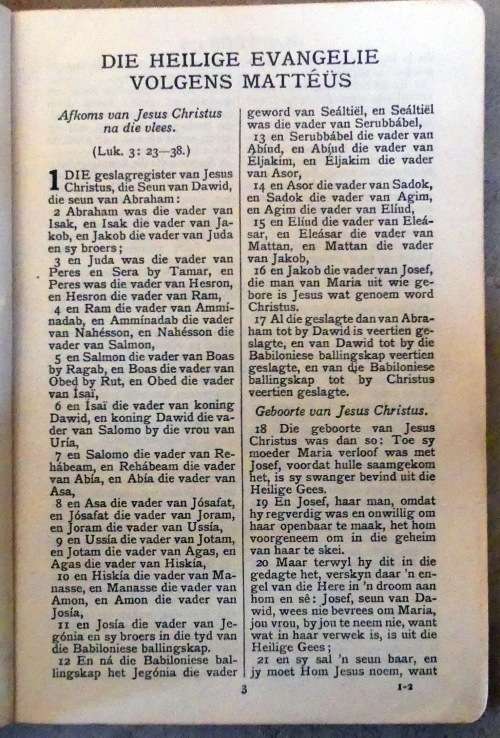 DIE HEILIGE EVANGELIE
VOLGENS MATTÉÜS
Afkoms van Jesus Christus
na die vlees.
(Luk. 3: 23—38.)
1 DIE geslagregister van Jesus
Christus, die Seun van Dawid,
die seun van Abraham:
2 Abraham was die vader van
Isak, en Isak die vader van Ja-
kob, en Jakob die vader van Juda
en sy broers;
3 en Juda was die vader van
Peres en Sera by Tamar, en
Peres was die vader van Hesron,
en Hesron die vader van Ram,
4 en Ram die vader van Ammí-
nadab, en Ammínadab die vader
van Nahésson, en Nahésson die
vader van Salmon,
5 en Salmon die vader van Boas
by Ragab, en Boas die vader van
Obed by Rut, en Obed die vader
van Ísaï,
6 en Ísaï die vader van koning
Dawid, en koning Dawid die va-
der van Salomo by die vrou van
Uría,
7 en Salomo die vader van Re-
hábeam, en Rehábeam die vader
van Abía, en Abía die vader van
Asa,
8 en Asa die vader van Jósafat,
en Jósafat die vader van Joram,
en Joram die vader van Ussía,
9 en Ussía die vader van Jotam,
en Jotam die vader van Agas, en
Agas die vader van Hiskía,
10 en Hiskía die vader van Ma-
nasse, en Manasse die vader van
Amon, en Amon die vader van
Josía,
11 en Josía die vader van Je-
gónia en sy broers in die tyd van
die Babiloniese ballingskap.
12 En ná die Babiloniese bal-
lingskap het Jegónia die vader
geword van Seáltiël, en Seáltiël
was die vader van Serubbábel,
13 en Serubbábel die vader van
Abíud, en Abíud die vader van
Éljakim, en Éljakim die vader
van Asor,
14 en Asor die vader van Sadok,
en Sadok die vader van Agim,
en Agim die vader van Elíud,
15 en Elíud die vader van Eleá-
sar, en Eleásar die vader van
Mattan, en Mattan die vader
van Jakob,
16 en Jakob die vader van Josef,
die man van Maria uit wie ge-
bore is Jesus wat genoem word
Christus.
17 Al die geslagte dan van Abra-
ham tot by Dawid is veertien ge-
slagte, en van Dawid tot by die
Babiloniese ballingskap veertien
geslagte, en van die Babiloniese
ballingskap tot by Christus
veertien geslagte.
Geboorte van Jesus Christus.
18 Die geboorte van Jesus
Christus was dan so: Toe sy
moeder Maria verloof was met
Josef, voordat hulle saamgekom
het, is sy swanger bevind uit die
Heilige Gees.
19 En Josef, haar man, omdat
hy regverdig was en onwillig om
haar openbaar te maak, het hom
voorgeneem om in die geheim
van haar te skei.
20 Maar terwyl hy dit in die
gedagte het, verskyn daar 'n en-
gel van die Here in 'n droom aan
hom en sê: Josef, seun van Da-
wid, wees nie bevrees om Maria,
jou vrou, by jou te neem nie, want
wat in haar verwek is, is uit die
Heilige Gees;
21 en sy sal 'n seun baar, en
jy moet Hom Jesus noem, want
3
1-2